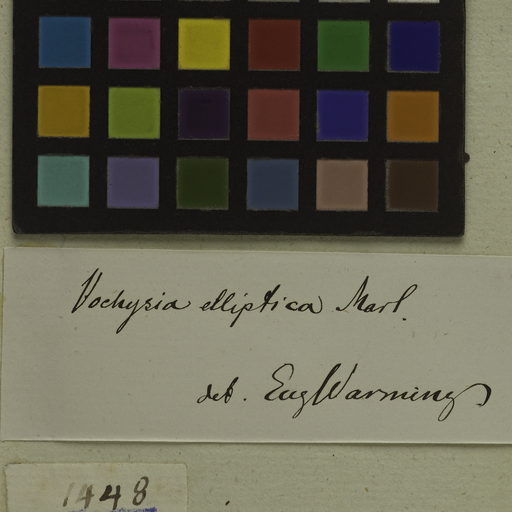 Vochysia elliptica Mart.
det. Eug Warming
1448